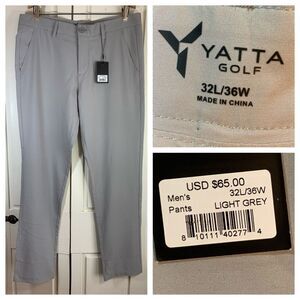 YATTA
GOLF
32L/36W
MADE IN CHINA
USD $65.00
Men's 32L/36W
Pants LIGHT GREY
8 10111 40277 4